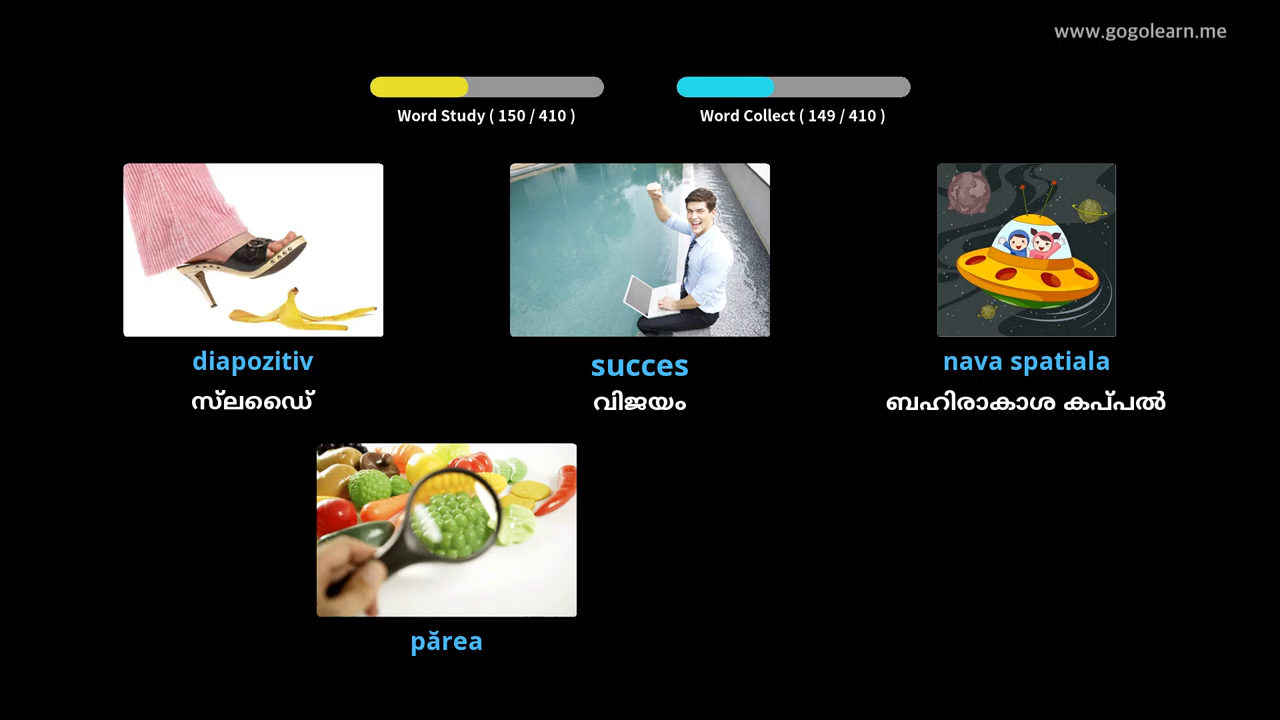 www.gogolearn.me
Word Study ( 150 / 410 )
Word Collect ( 149 / 410 )
diapozitiv
succes
nava spatiala
സ്ലൈഡ്
വിജയം
ബഹിരാകാശ കപ്പൽ
părea